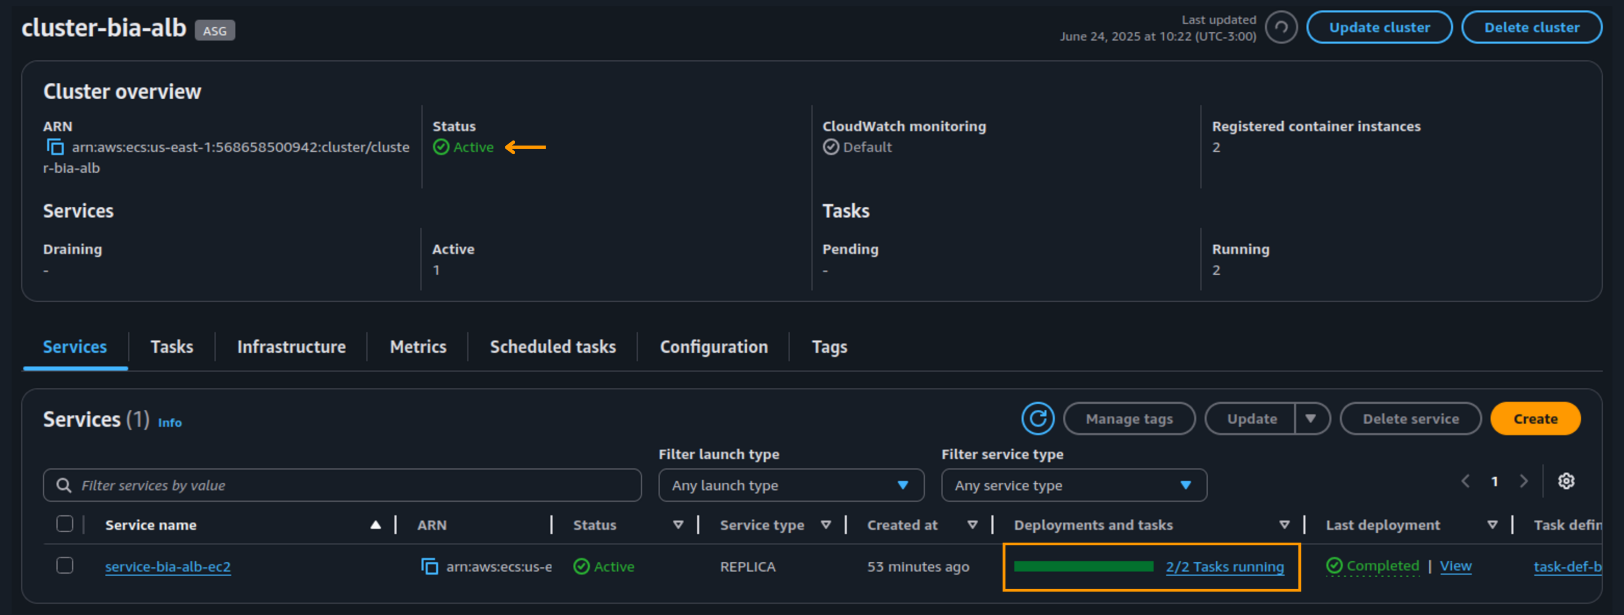 cluster-bia-alb ASG
Last updated
June 24, 2025 at 10:22 (UTC-3:00)
Update cluster
Delete cluster
Cluster overview
ARN
arn:aws:ecs:us-east-1:568658500942:cluster/cluste
r-bia-alb
Status
Active
CloudWatch monitoring
Default
Registered container instances
2
Services
Draining
-
Active
1
Tasks
Pending
-
Running
2
Services Tasks Infrastructure Metrics Scheduled tasks Configuration Tags
Services (1) Info
Manage tags Update Delete service Create
Filter launch type
Filter service type
Filter services by value
Any launch type
Any service type
1
Service name ARN Status Service type Created at Deployments and tasks Last deployment Task defin
service-bia-alb-ec2 arn:aws:ecs:us-e Active REPLICA 53 minutes ago 2/2 Tasks running Completed | View task-def-b